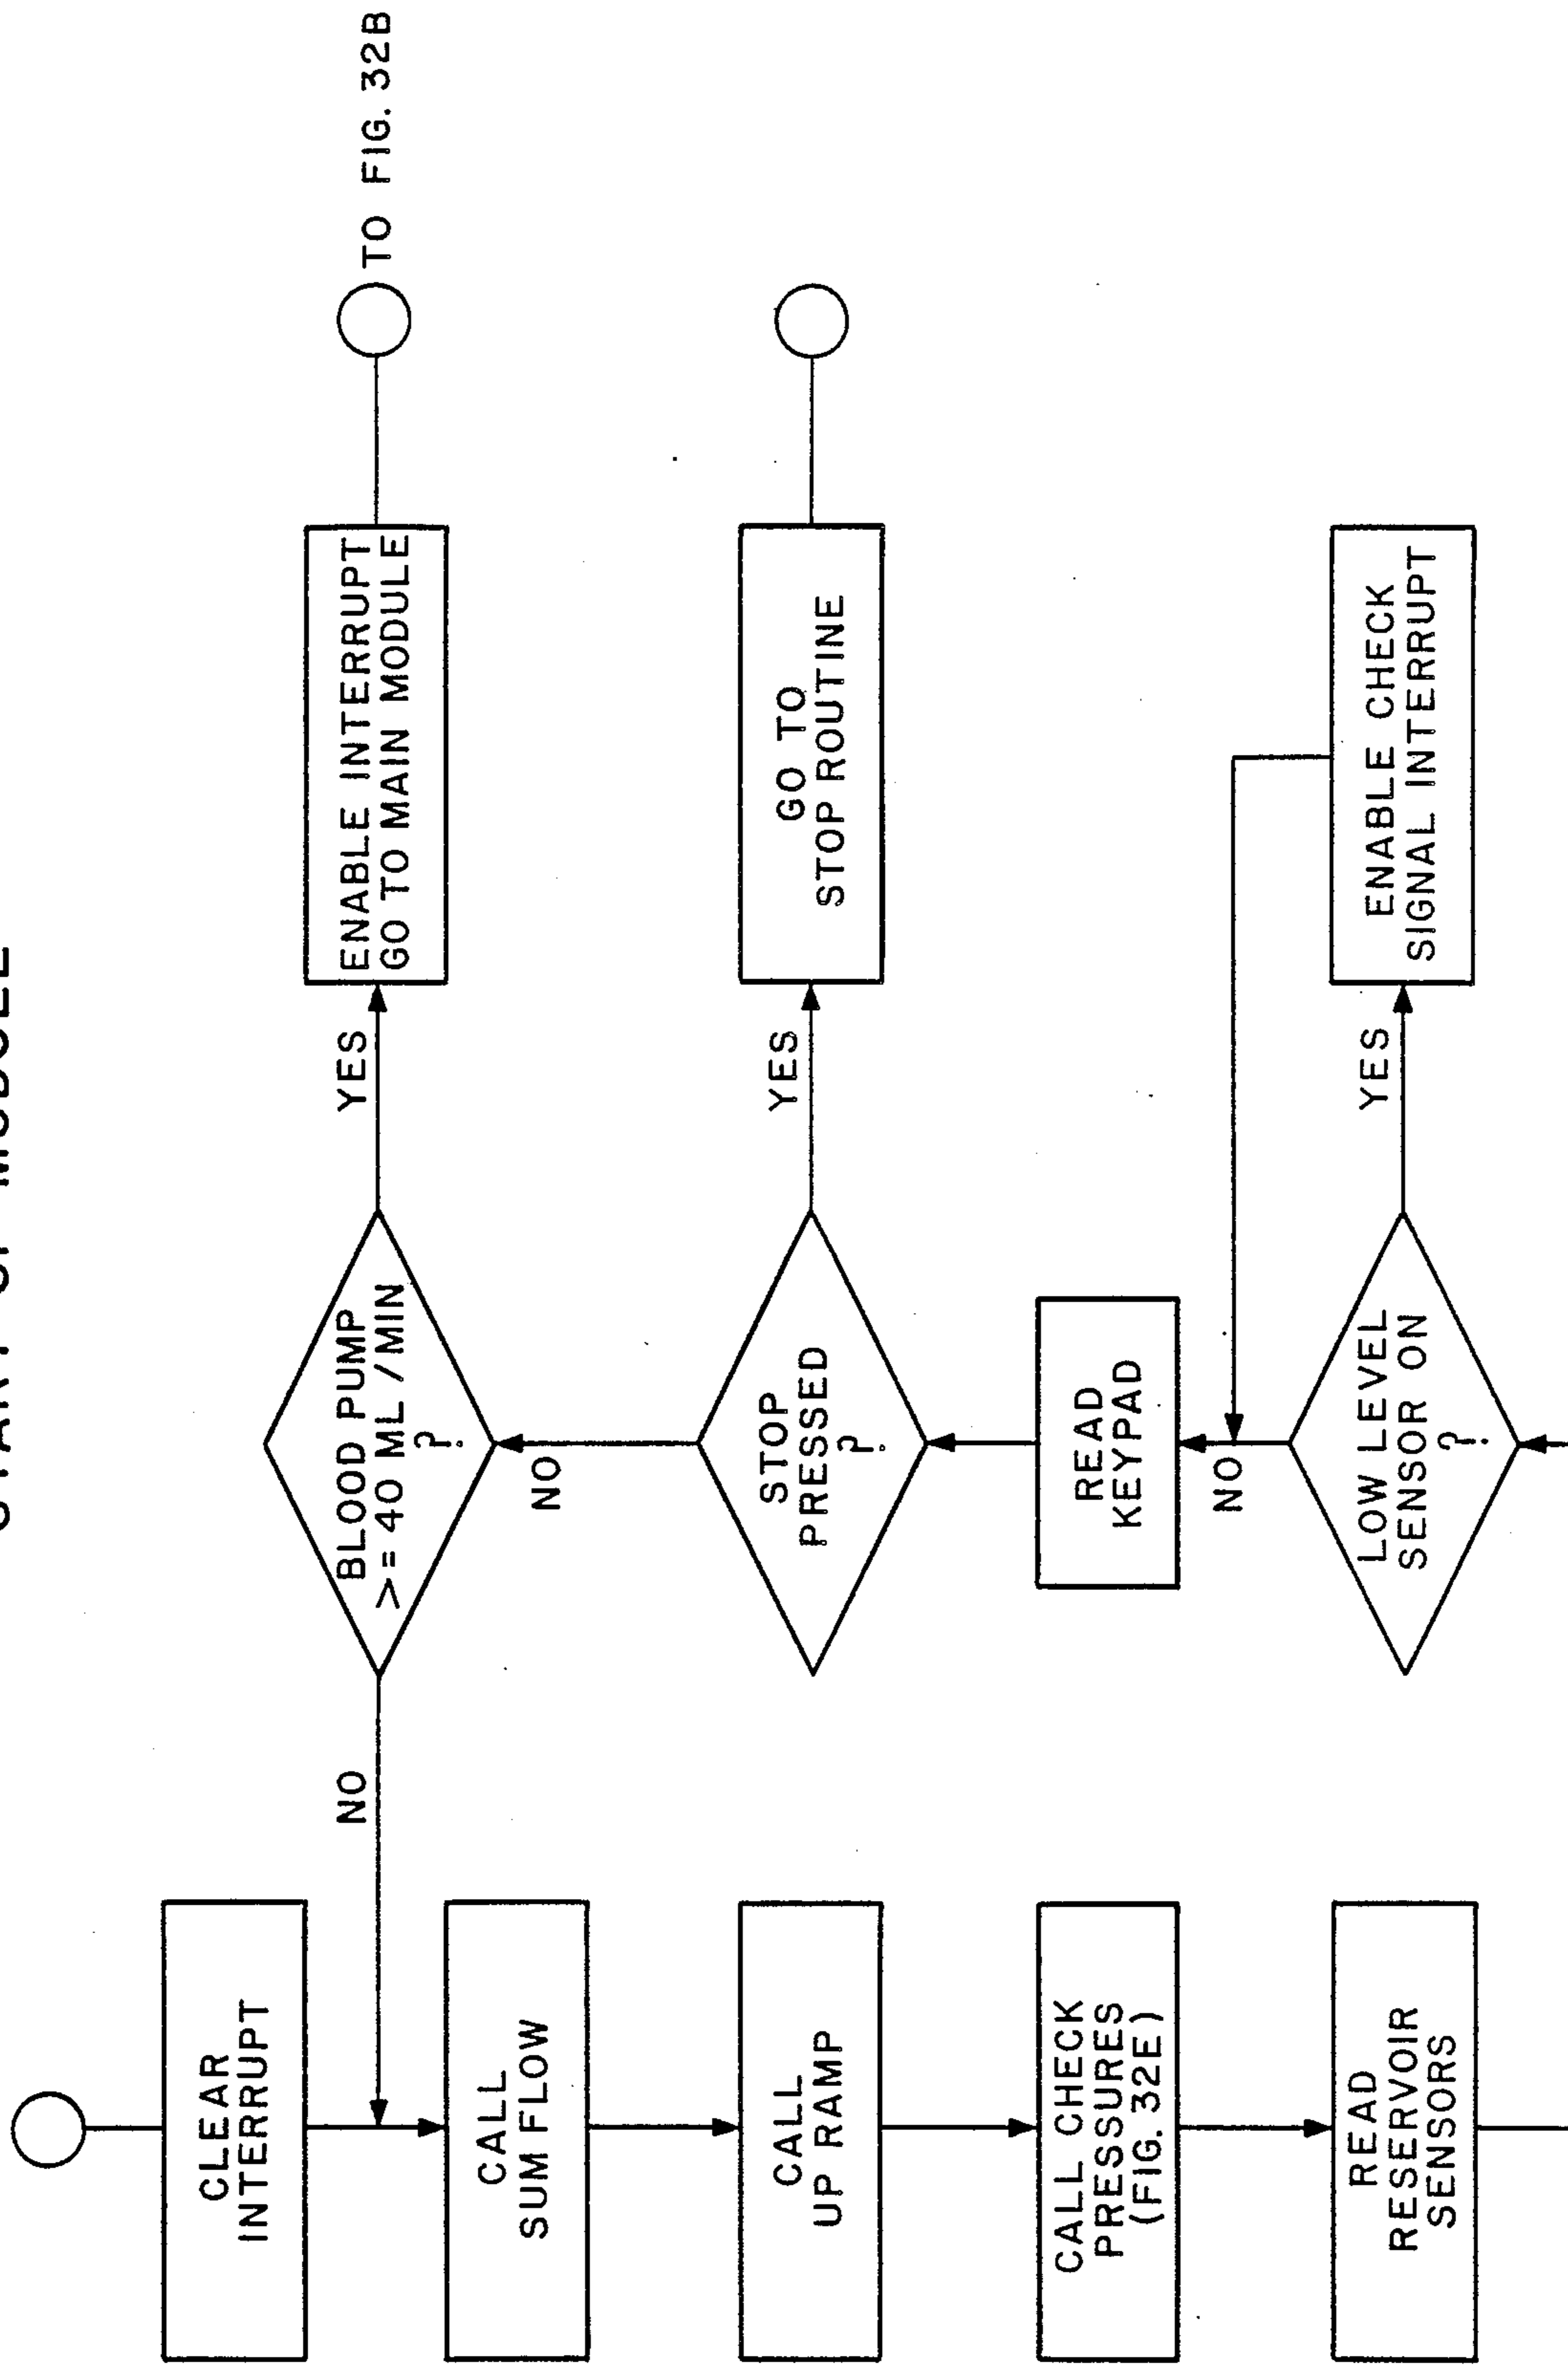 START MODULE
CLEAR
INTERRUPT
CALL
SUM FLOW
CALL
UP RAMP
CALL CHECK
PRESSURES
(FIG. 32E)
READ
RESERVOIR
SENSORS
NO
BLOOD PUMP
>= 40 ML / MIN
?
YES
ENABLE INTERRUPT
GO TO MAIN MODULE
TO FIG. 32B
NO
STOP
PRESSED
?
YES
GO TO
STOP ROUTINE
READ
KEYPAD
NO
LOW LEVEL
SENSOR ON
?
YES
ENABLE CHECK
SIGNAL INTERRUPT